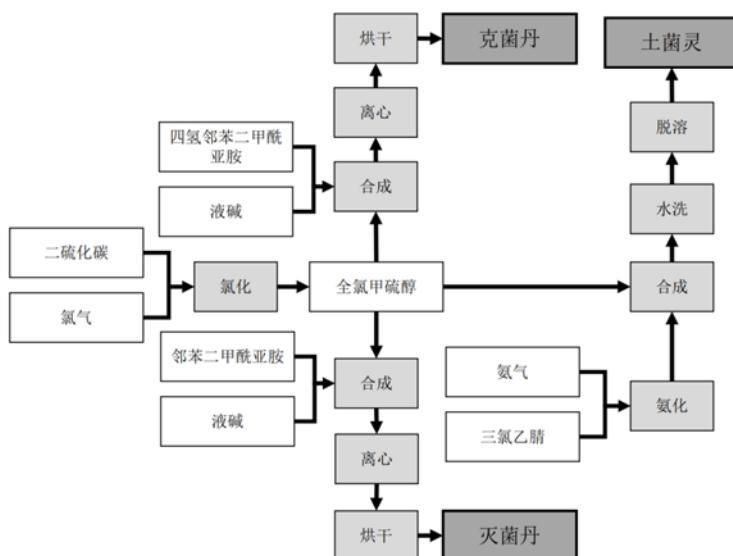 烘干
克菌丹
土菌灵
离心
脱溶
四氢邻苯二甲酰
亚胺
合成
液碱
水洗
二硫化碳
氯化
全氯甲硫醇
合成
氯气
邻苯二甲酰亚胺
合成
氨气
氨化
液碱
三氯乙腈
离心
烘干
灭菌丹